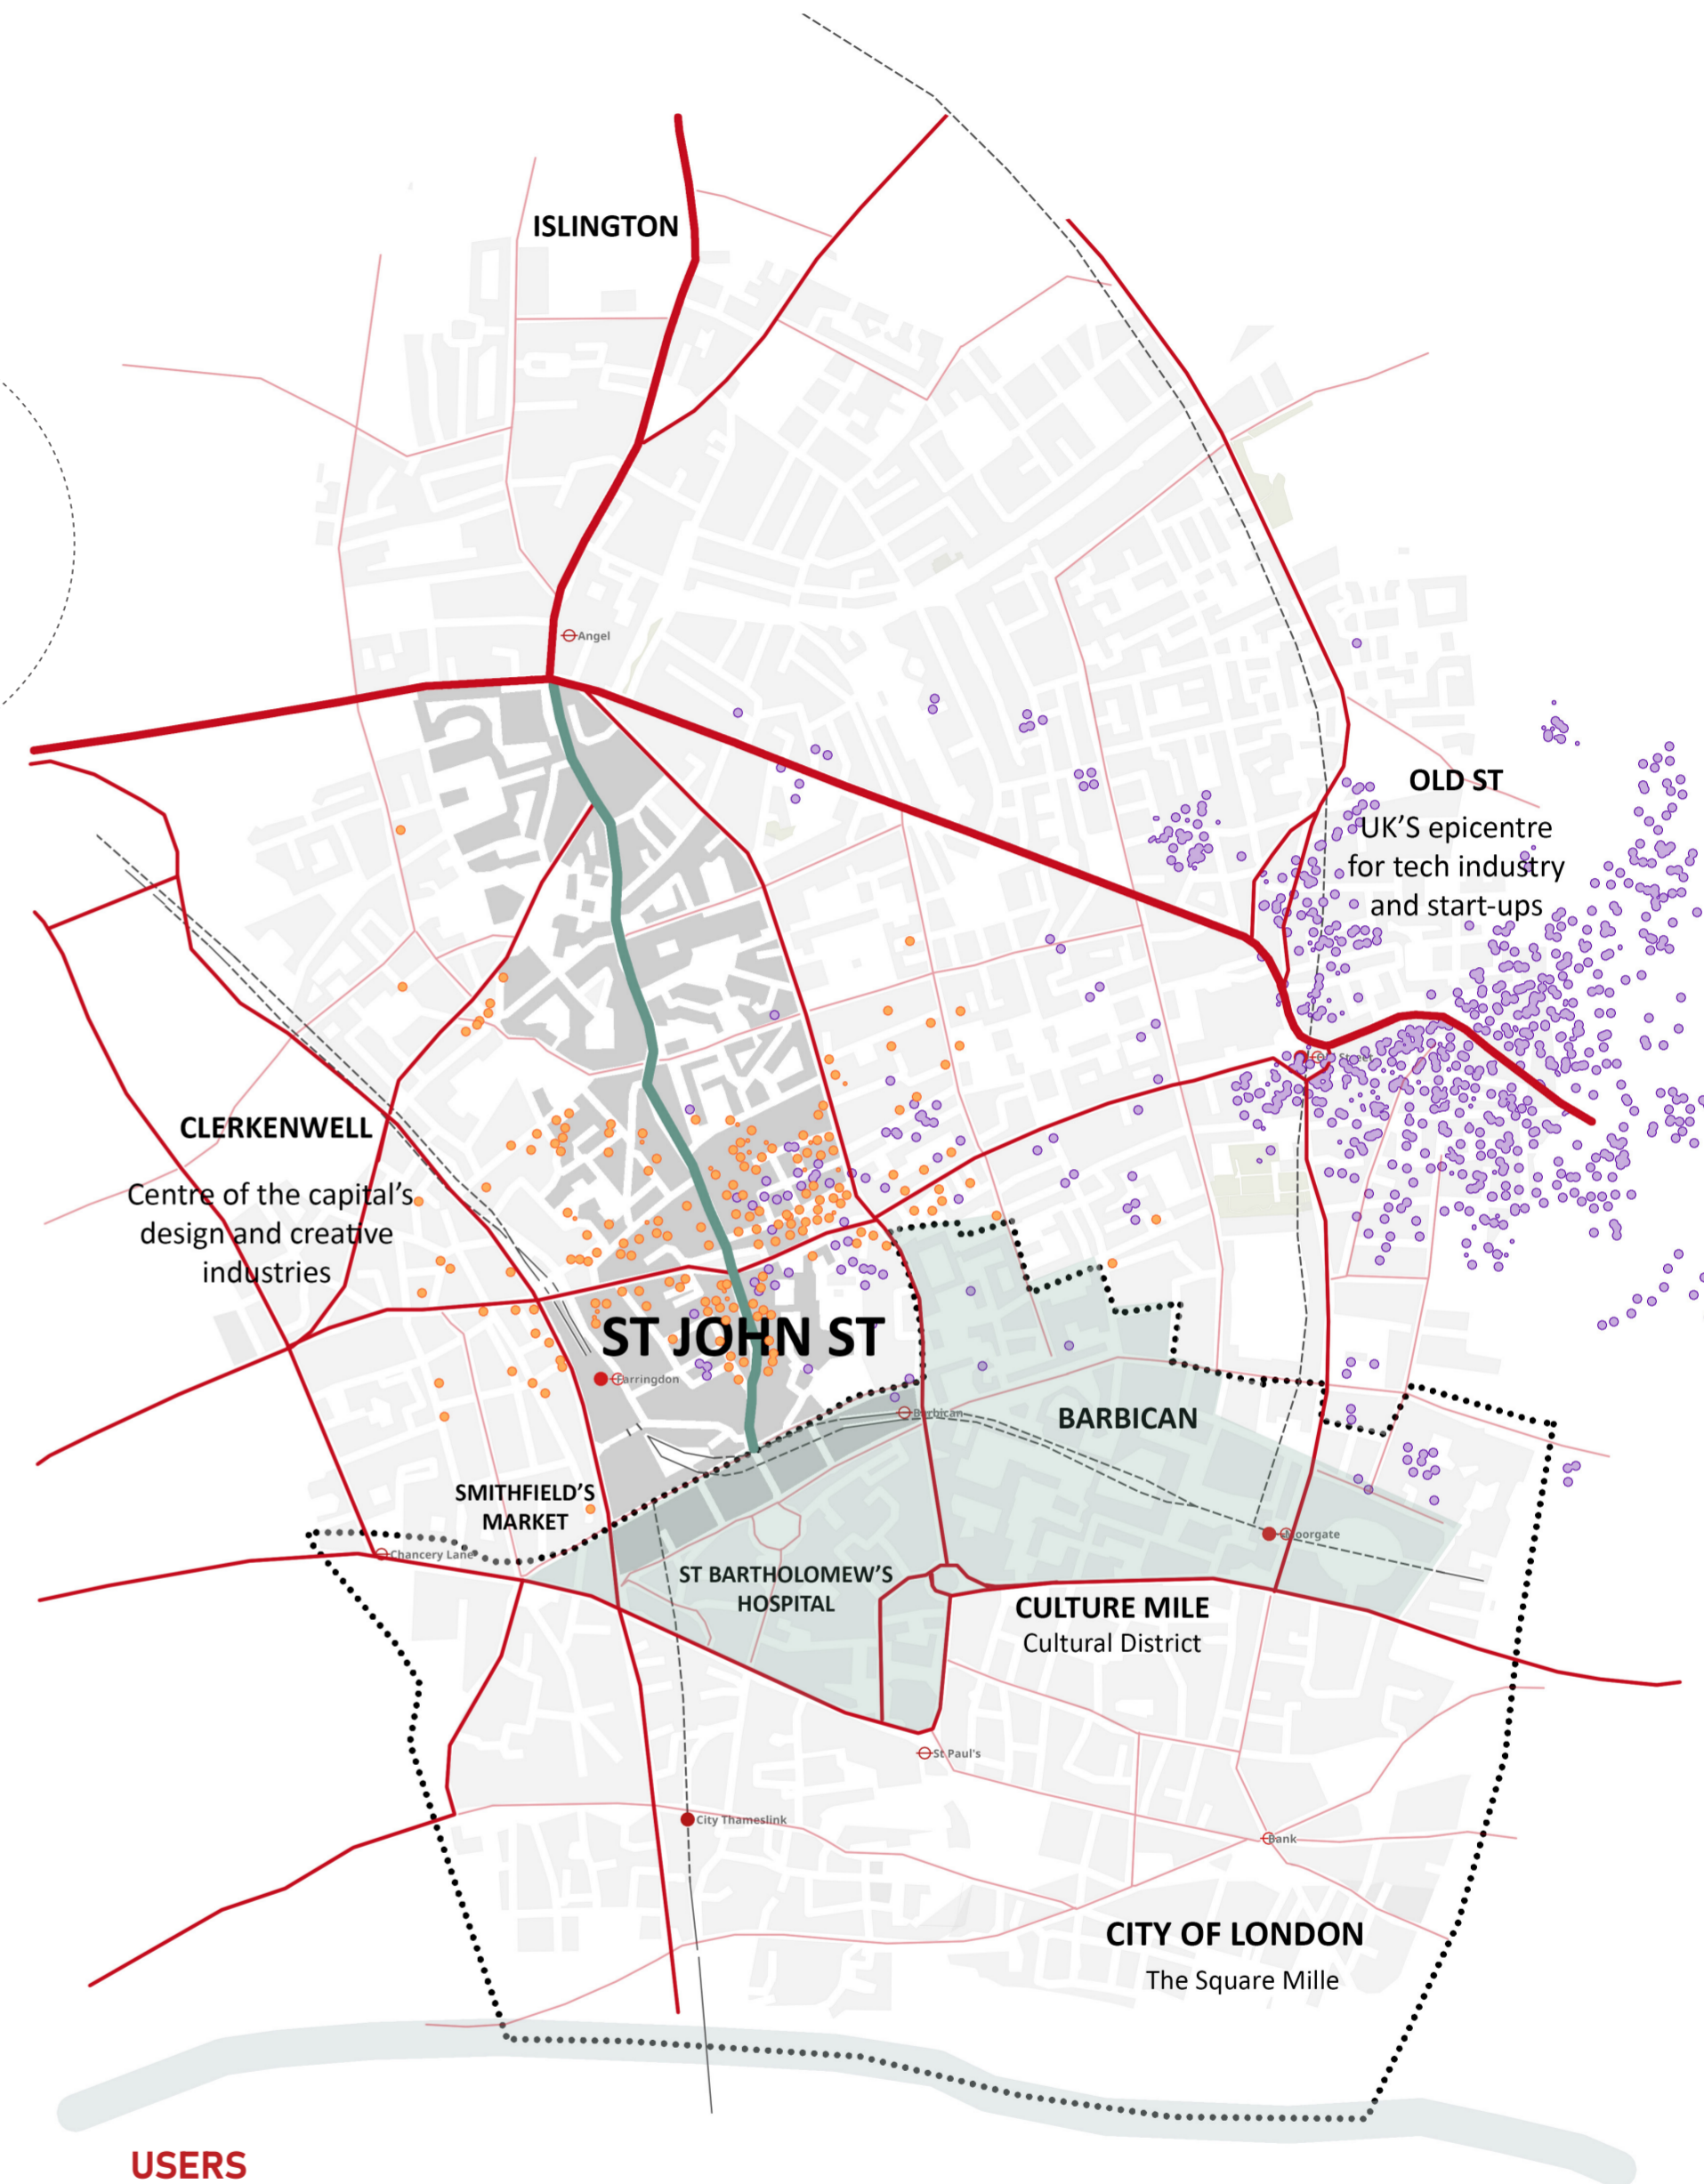 ISLINGTON
Angel
OLD ST
UK'S epicentre
for tech industry
and start-ups
Old Street
CLERKENWELL
Centre of the capital's
design and creative
industries
ST JOHN ST
Farringdon
Barbican
BARBICAN
SMITHFIELD'S
MARKET
Chancery Lane
Moorgate
ST BARTHOLOMEW'S
HOSPITAL
CULTURE MILE
Cultural District
St Paul's
City Thameslink
Bank
CITY OF LONDON
The Square Mille
USERS